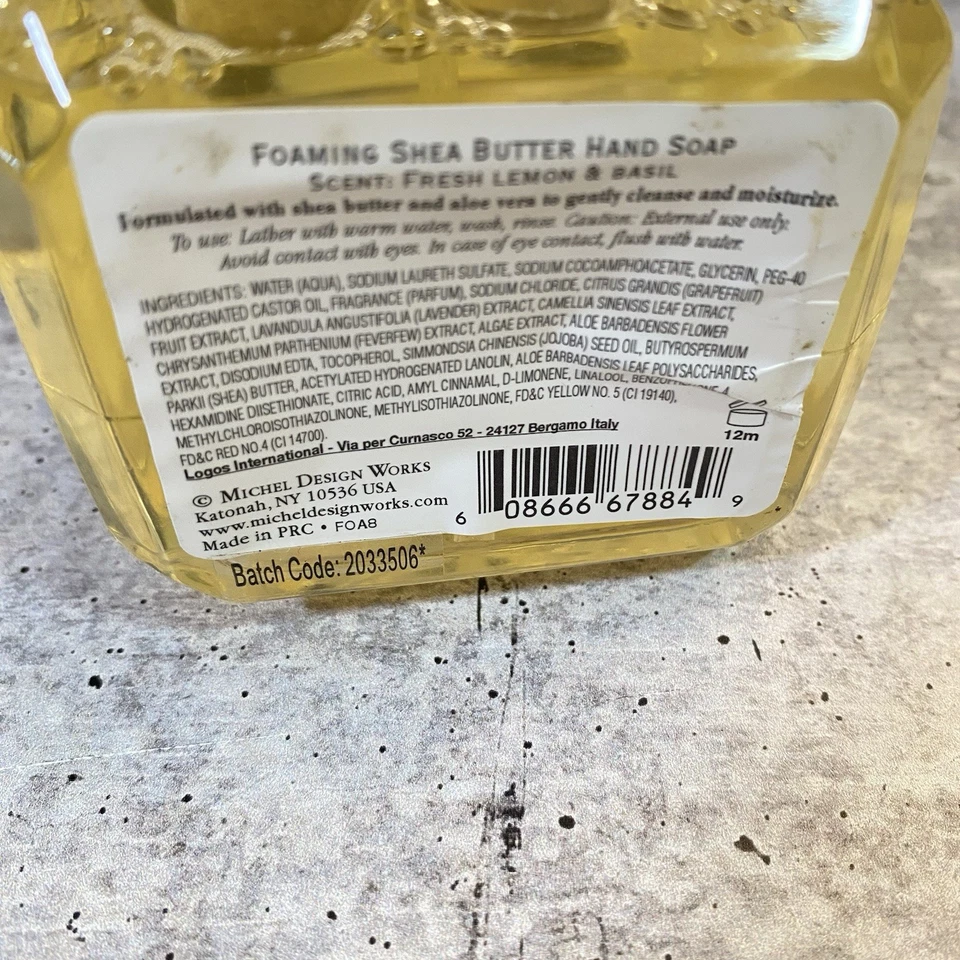 FOAMING SHEA BUTTER HAND SOAP
SCENT: FRESH LEMON & BASIL
Formulated with shea butter and aloe vera to gently cleanse and moisturize.
To use: Lather with warm water, wash, rinse. Caution: External use only.
Avoid contact with eyes. In case of eye contact, flush with water.
INGREDIENTS: WATER (AQUA), SODIUM LAURETH SULFATE, SODIUM COCOAMPHOACETATE, GLYCERIN, PEG-40
HYDROGENATED CASTOR OIL, FRAGRANCE (PARFUM), SODIUM CHLORIDE, CITRUS GRANDIS (GRAPEFRUIT)
FRUIT EXTRACT, LAVANDULA ANGUSTIFOLIA (LAVENDER) EXTRACT, CAMELLIA SINENSIS LEAF EXTRACT,
CHRYSANTHEMUM PARTHENIUM (FEVERFEW) EXTRACT, ALGAE EXTRACT, ALOE BARBADENSIS FLOWER
EXTRACT, DISODIUM EDTA, TOCOPHEROL, SIMMONDSIA CHINENSIS (JOJOBA) SEED OIL, BUTYROSPERMUM
PARKII (SHEA) BUTTER, ACETYLATED HYDROGENATED LANOLIN, ALOE BARBADENSIS LEAF POLYSACCHARIDES,
HEXAMIDINE DIISETHIONATE, CITRIC ACID, AMYL CINNAMAL, D-LIMONENE, LINALOOL,
METHYLCHLOROISOTHIAZOLINONE, METHYLISOTHIAZOLINONE, FD&C YELLOW NO. 5 (CI 19140),
FD&C RED NO.4 (CI 14700).
Logos International - Via per Curnasco 52 - 24127 Bergamo Italy
12m
© MICHEL DESIGN WORKS
Katonah, NY 10536 USA
www.micheldesignworks.com
Made in PRC • FOA8
6 08666 67884 9
Batch Code: 2033506*